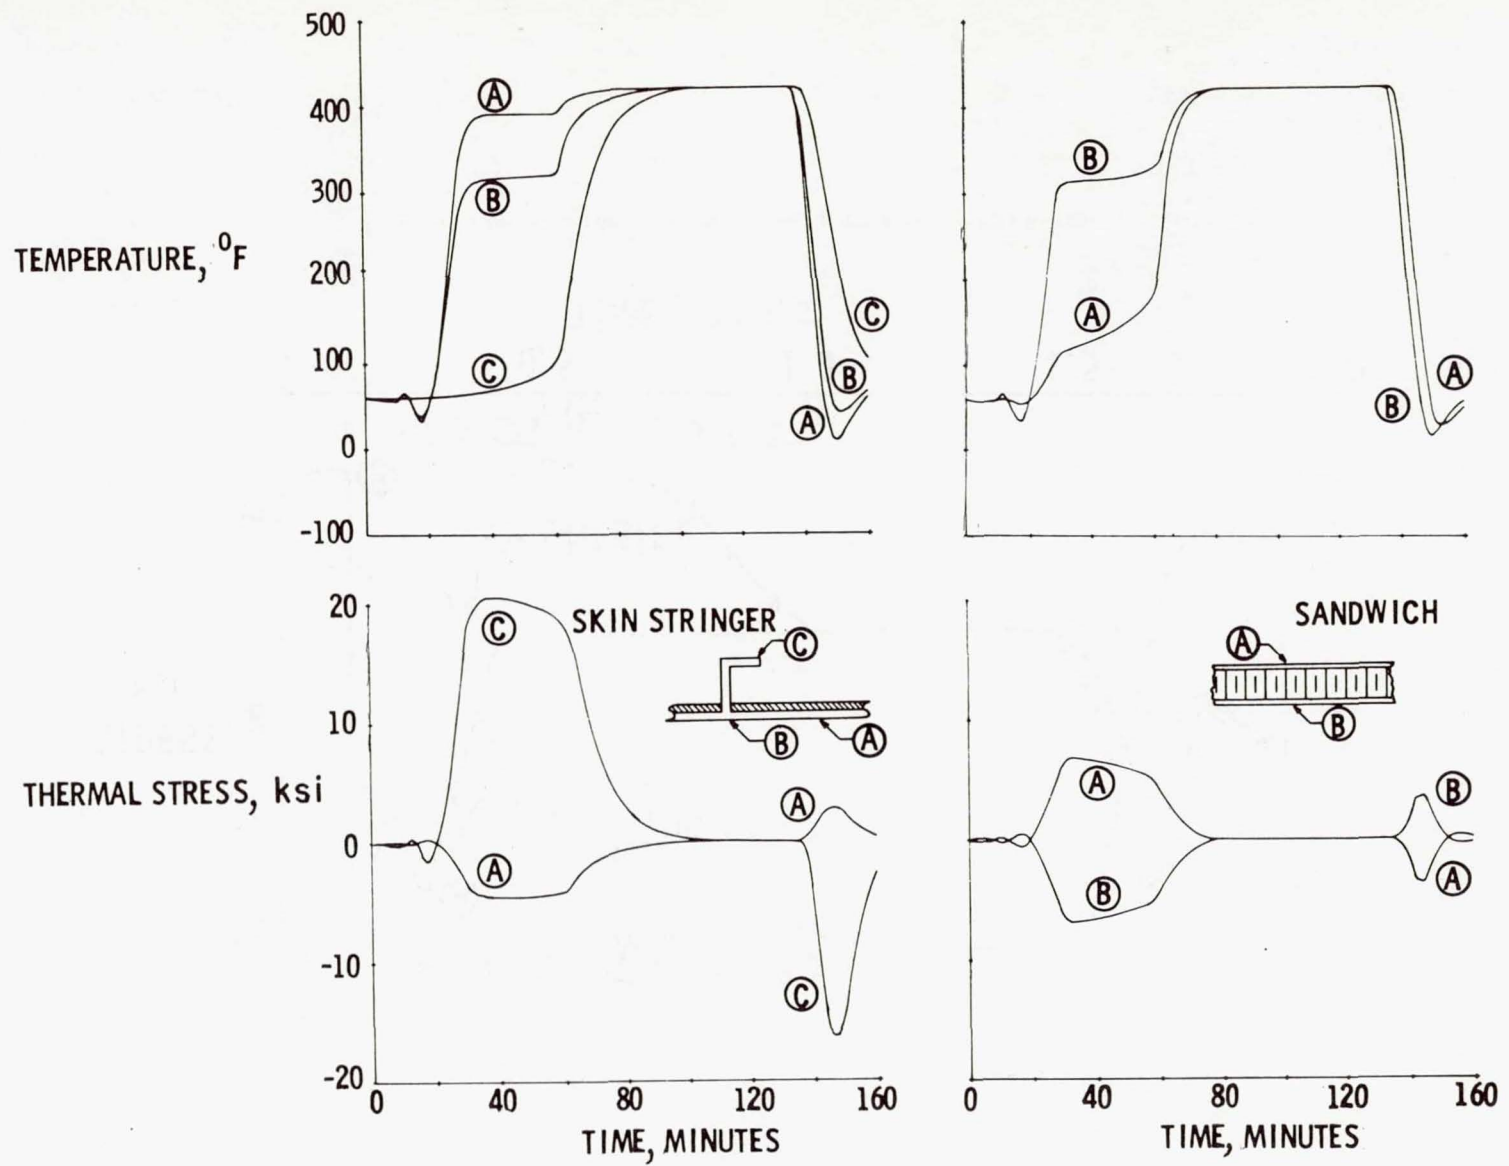 500
400
300
200
100
0
-100
TEMPERATURE, °F
A
B
C
C
B
A
B
A
A
B
20
10
0
-10
-20
THERMAL STRESS, ksi
C
A
A
C
SKIN STRINGER
C
B
A
SANDWICH
A
B
A
B
B
A
0 40 80 120 160
TIME, MINUTES
0 40 80 120 160
TIME, MINUTES